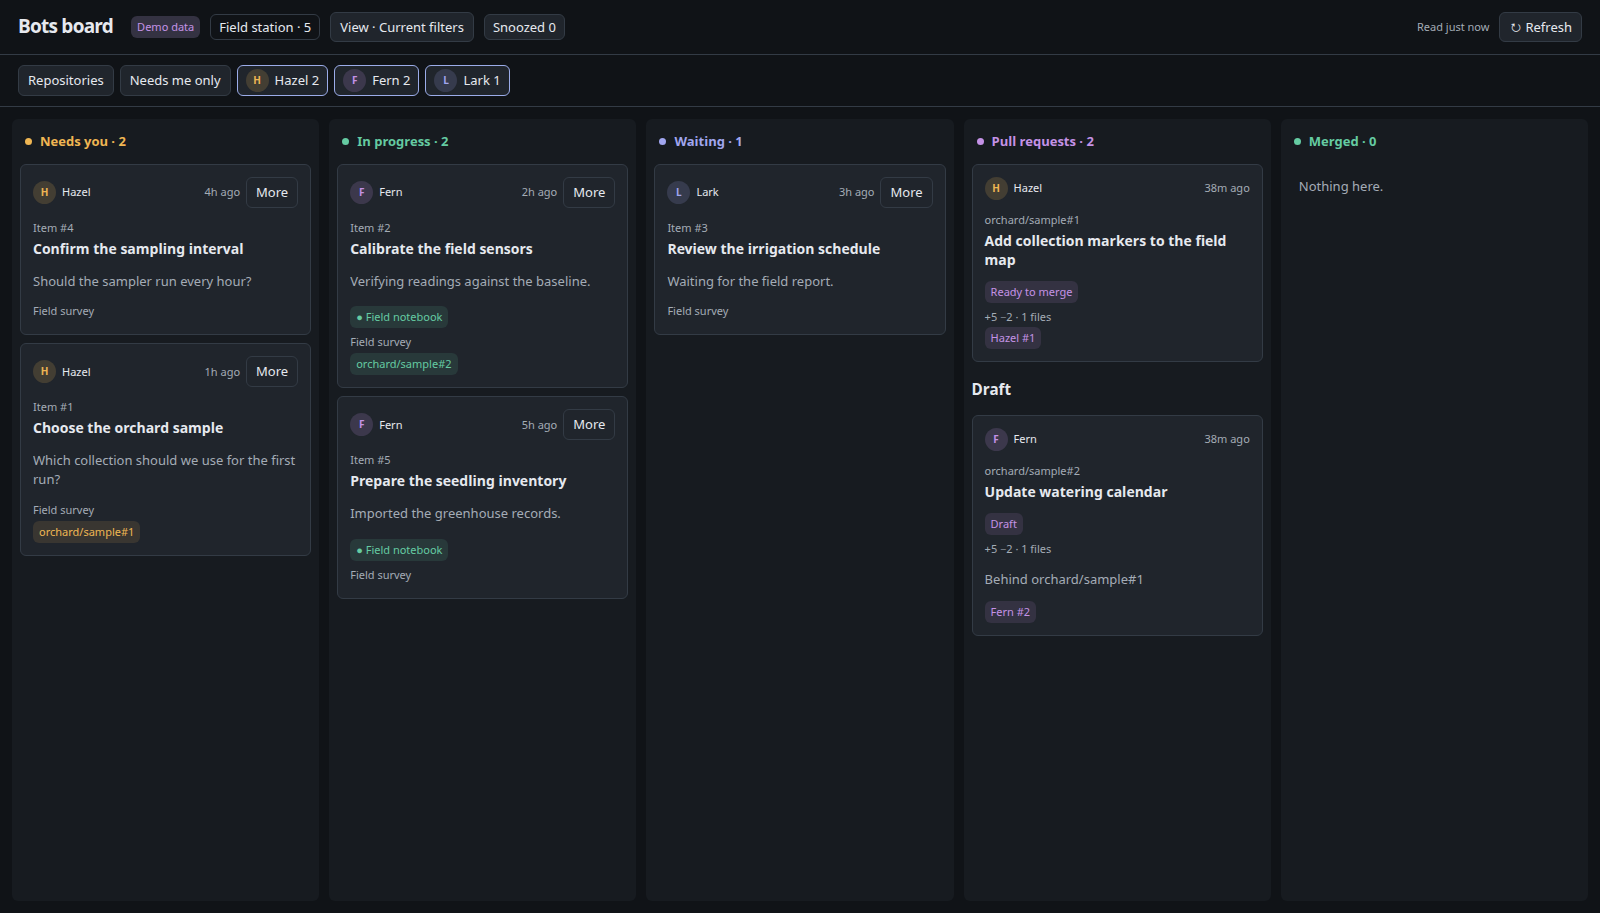 Bots board
Demo data
Field station · 5
View · Current filters
Snoozed 0
Read just now
↻ Refresh
Repositories
Needs me only
H Hazel 2
F Fern 2
L Lark 1
Needs you · 2
H Hazel 4h ago More
Item #4
Confirm the sampling interval
Should the sampler run every hour?
Field survey
H Hazel 1h ago More
Item #1
Choose the orchard sample
Which collection should we use for the first
run?
Field survey
orchard/sample#1
In progress · 2
F Fern 2h ago More
Item #2
Calibrate the field sensors
Verifying readings against the baseline.
● Field notebook
Field survey
orchard/sample#2
F Fern 5h ago More
Item #5
Prepare the seedling inventory
Imported the greenhouse records.
● Field notebook
Field survey
Waiting · 1
L Lark 3h ago More
Item #3
Review the irrigation schedule
Waiting for the field report.
Field survey
Pull requests · 2
H Hazel 38m ago
orchard/sample#1
Add collection markers to the field
map
Ready to merge
+5 −2 · 1 files
Hazel #1
Draft
F Fern 38m ago
orchard/sample#2
Update watering calendar
Draft
+5 −2 · 1 files
Behind orchard/sample#1
Fern #2
Merged · 0
Nothing here.